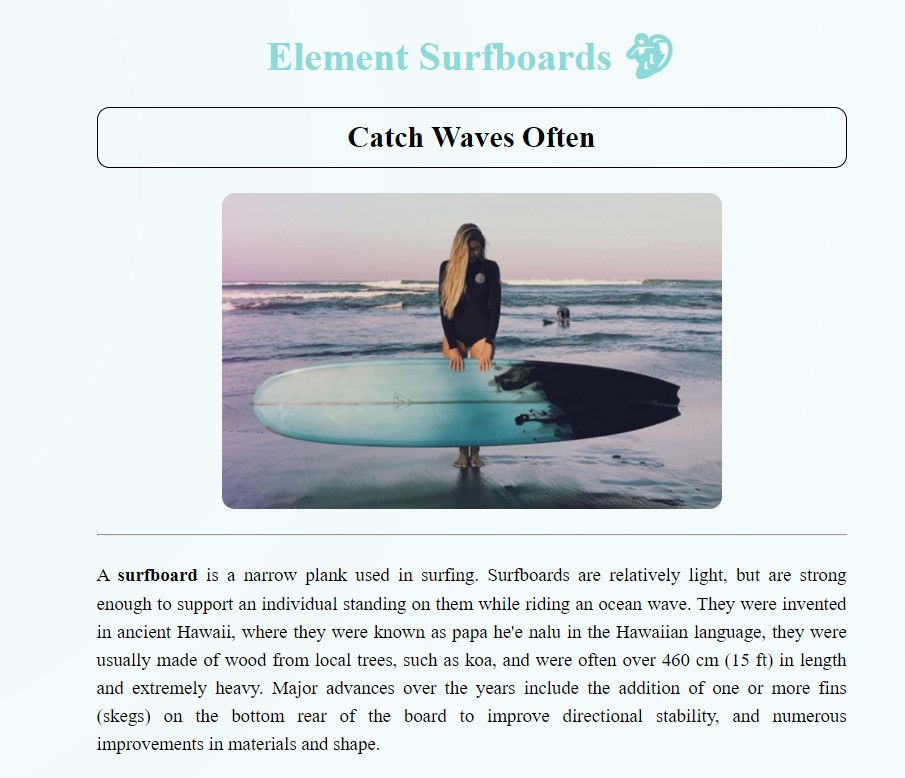 Element Surfboards
Catch Waves Often
A surfboard is a narrow plank used in surfing. Surfboards are relatively light, but are strong
enough to support an individual standing on them while riding an ocean wave. They were invented
in ancient Hawaii, where they were known as papa he'e nalu in the Hawaiian language, they were
usually made of wood from local trees, such as koa, and were often over 460 cm (15 ft) in length
and extremely heavy. Major advances over the years include the addition of one or more fins
(skegs) on the bottom rear of the board to improve directional stability, and numerous
improvements in materials and shape.